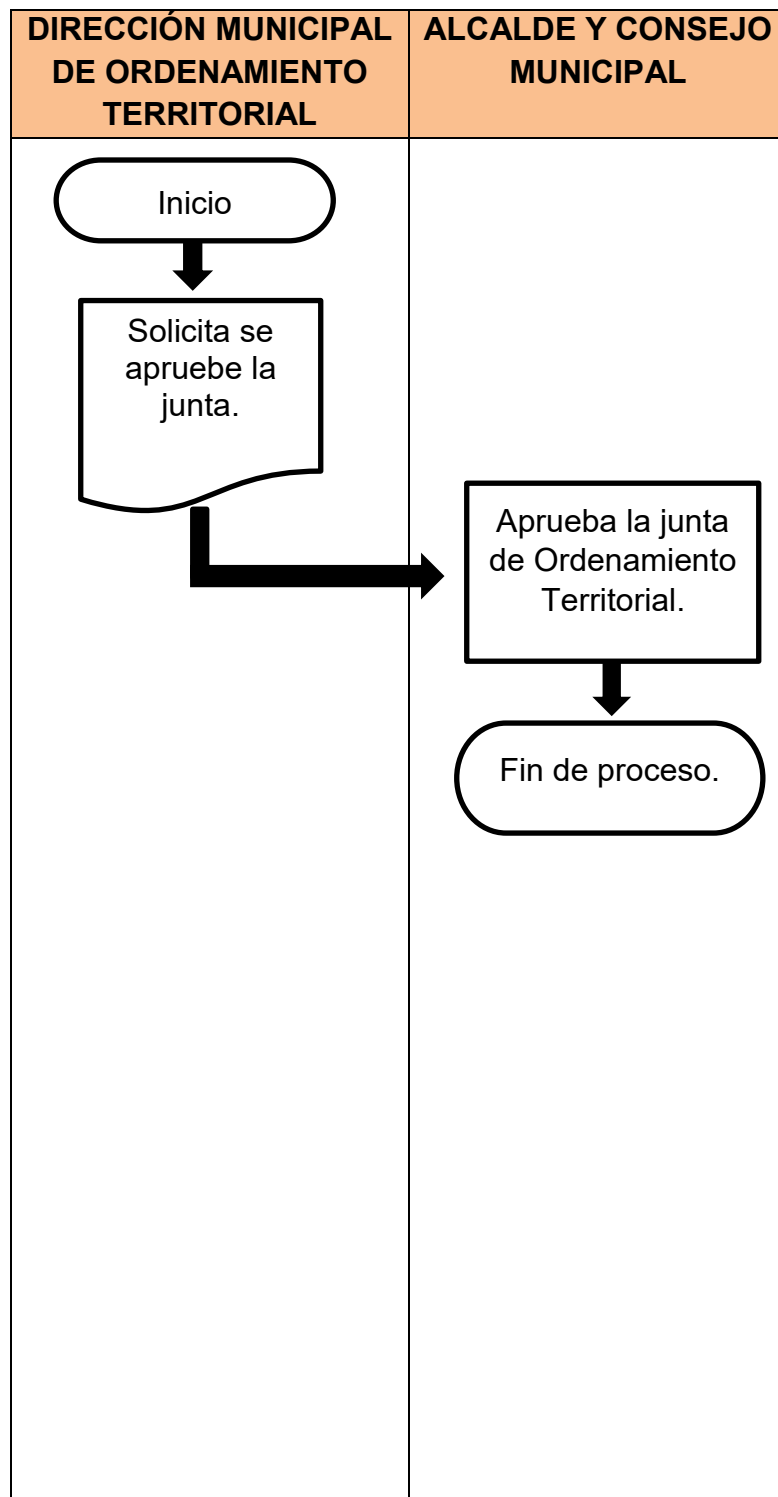 DIRECCIÓN MUNICIPAL
DE ORDENAMIENTO
TERRITORIAL
ALCALDE Y CONSEJO
MUNICIPAL
Inicio
Solicita se
apruebe la
junta.
Aprueba la junta
de Ordenamiento
Territorial.
Fin de proceso.